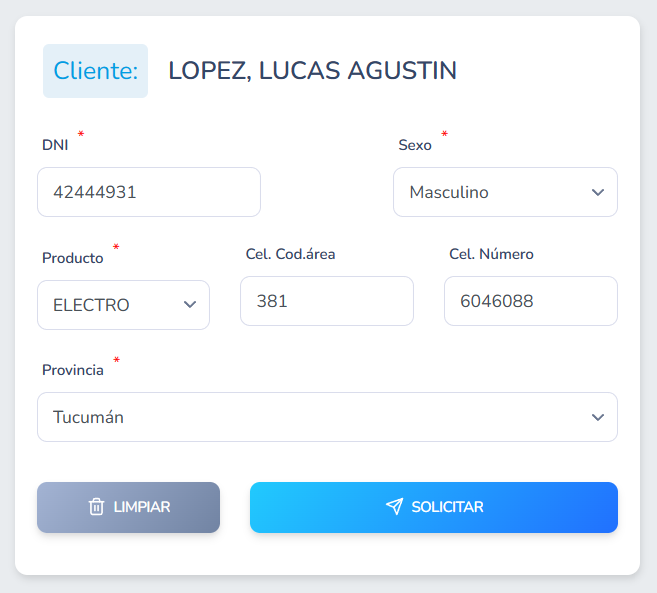 Cliente: LOPEZ, LUCAS AGUSTIN
DNI * Sexo *
42444931 Masculino
Producto * Cel. Cod.área Cel. Número
ELECTRO 381 6046088
Provincia *
Tucumán
LIMPIAR SOLICITAR